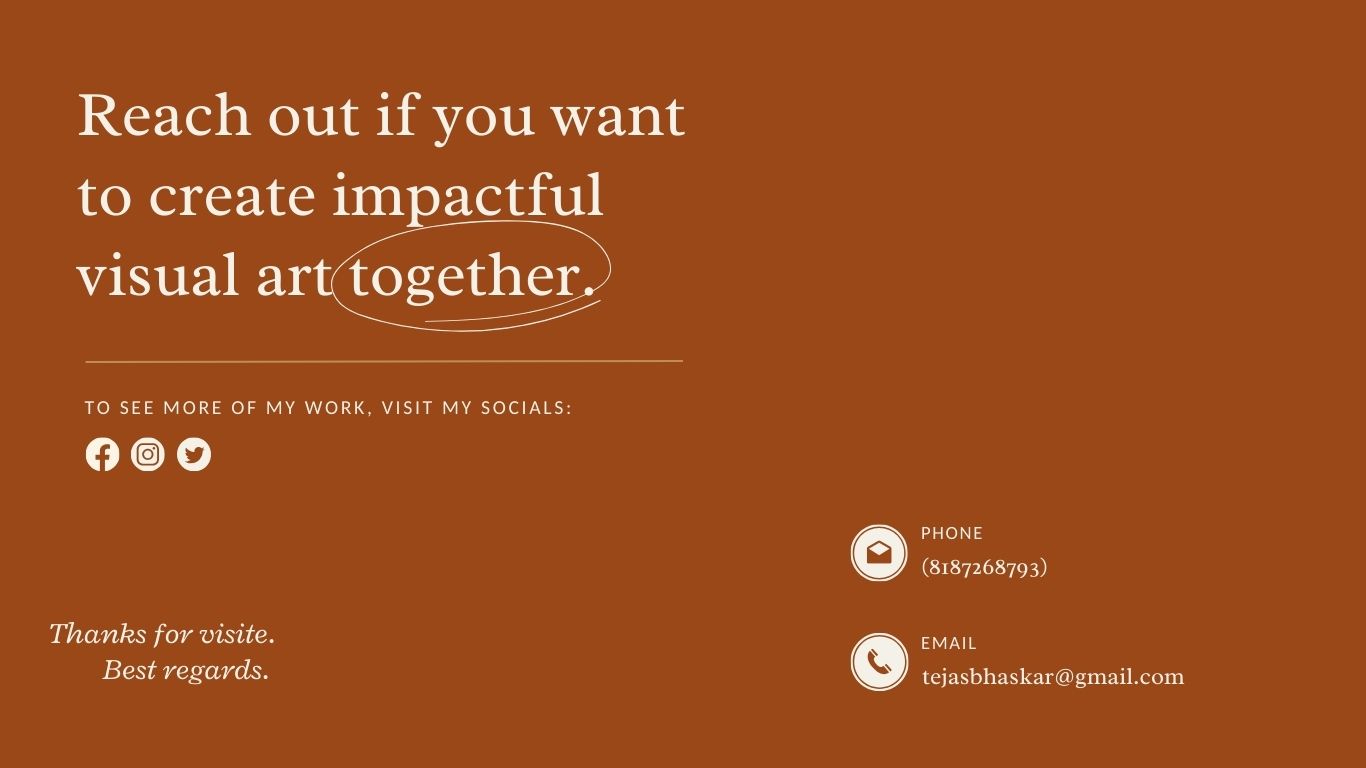 Reach out if you want
to create impactful
visual art together.
TO SEE MORE OF MY WORK, VISIT MY SOCIALS:
PHONE
(8187268793)
EMAIL
tejasbhaskar@gmail.com
Thanks for visite.
Best regards.